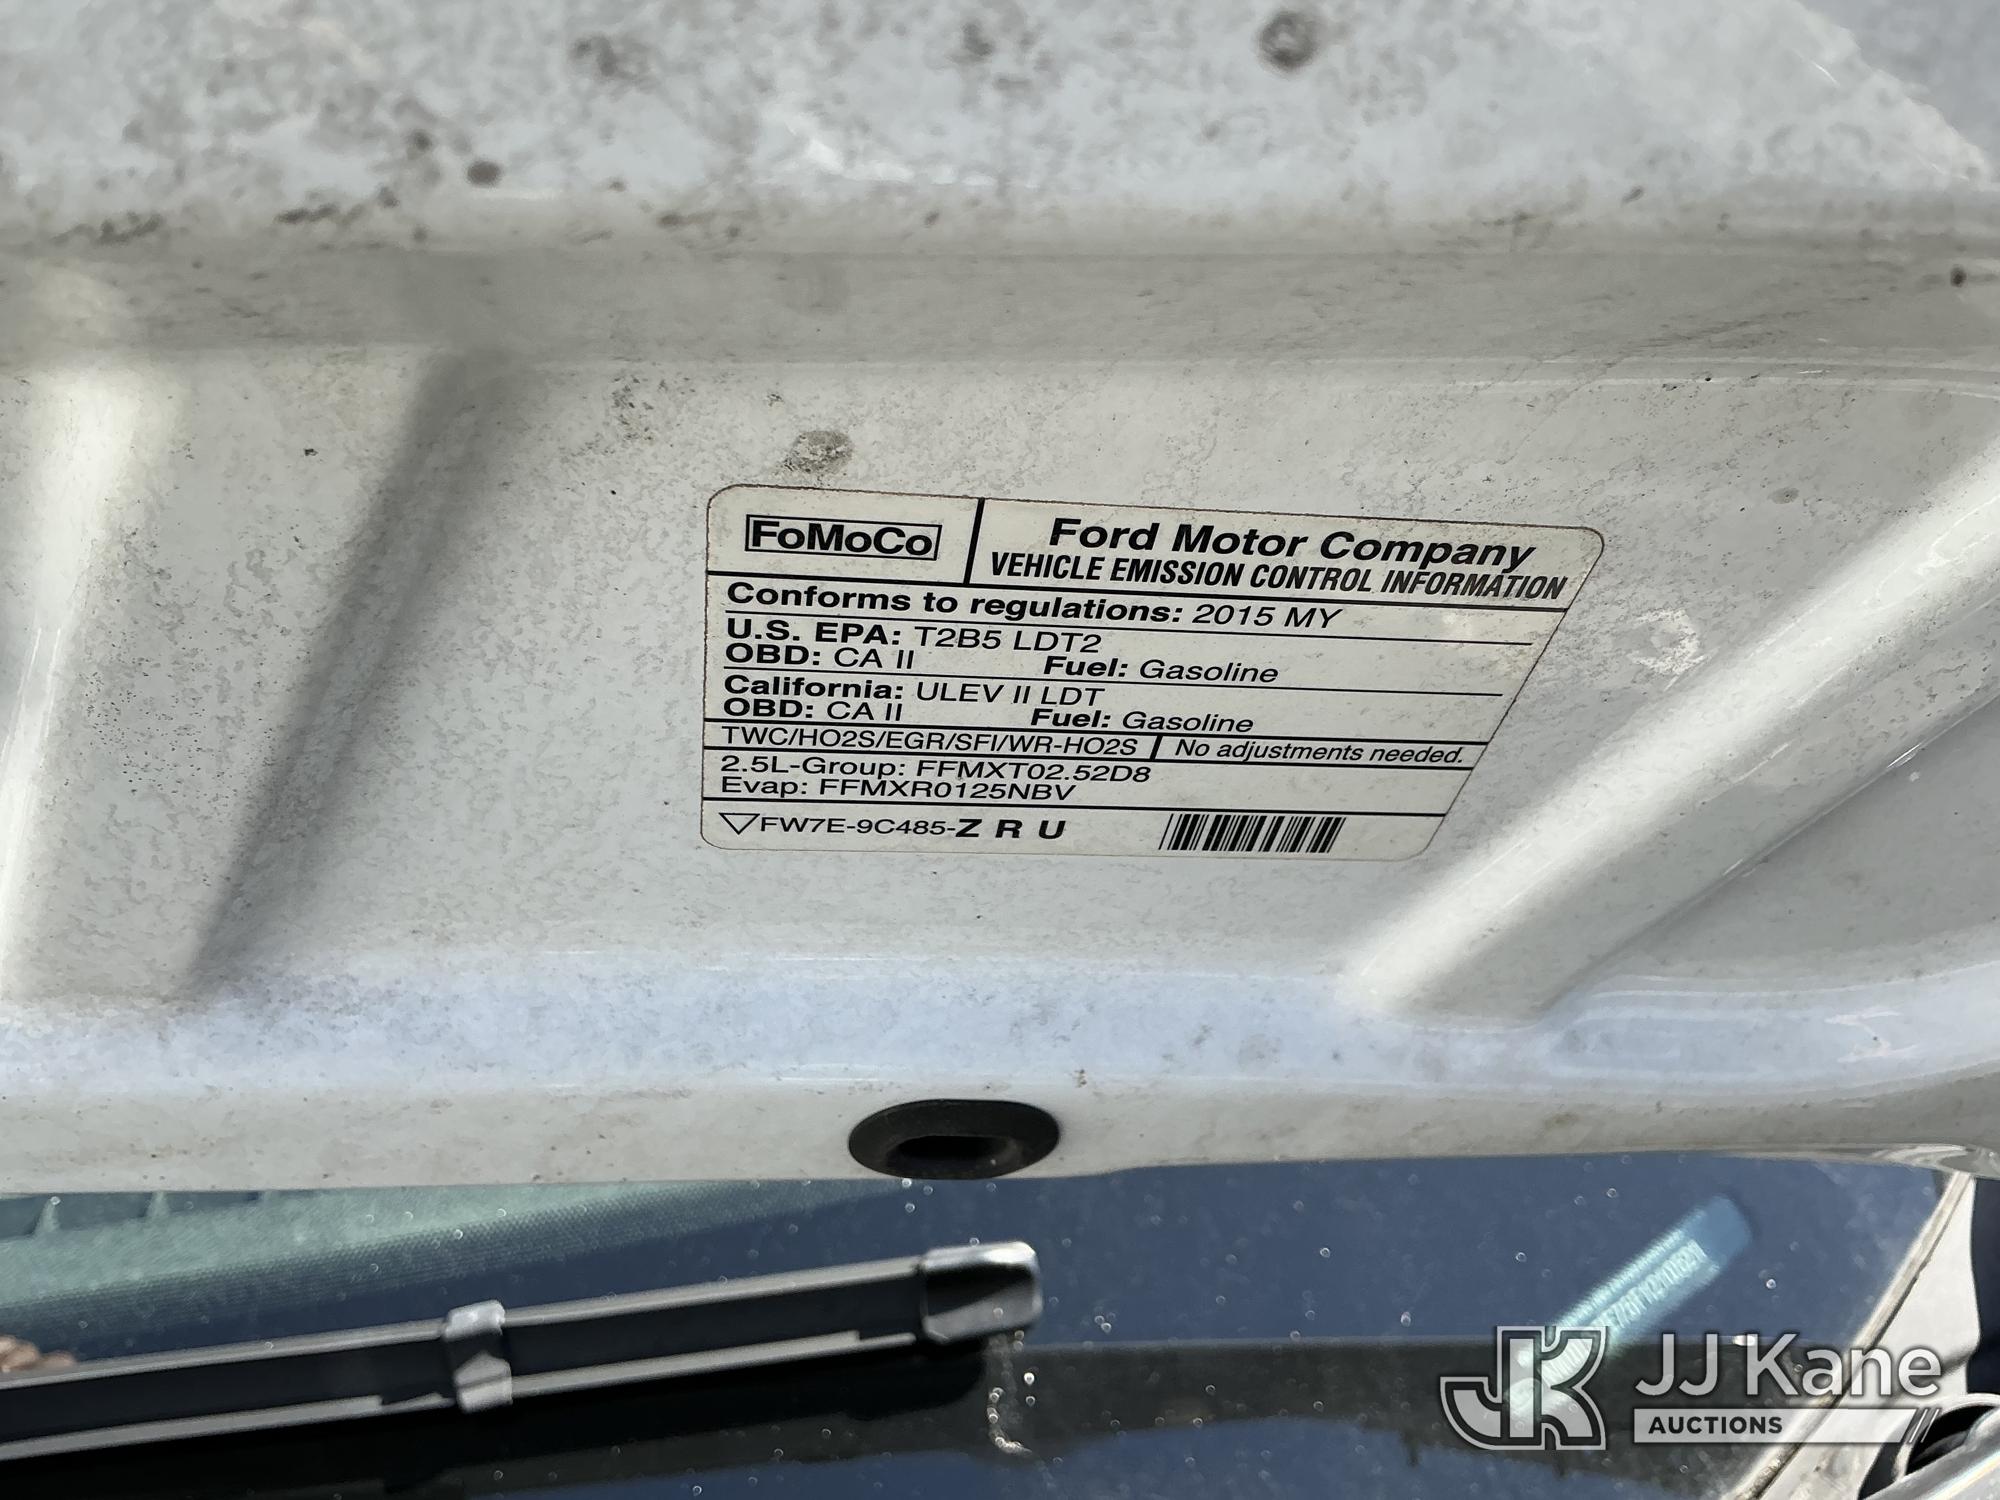 FoMoCo
Ford Motor Company
VEHICLE EMISSION CONTROL INFORMATION
Conforms to regulations: 2015 MY
U.S. EPA: T2B5 LDT2
OBD: CA II Fuel: Gasoline
California: ULEV II LDT
OBD: CA II Fuel: Gasoline
TWC/HO2S/EGR/SFI/WR-HO2S No adjustments needed.
2.5L-Group: FFMXT02.52D8
Evap: FFMXR0125NBV
FW7E-9C485-Z R U
JK JJ Kane
AUCTIONS